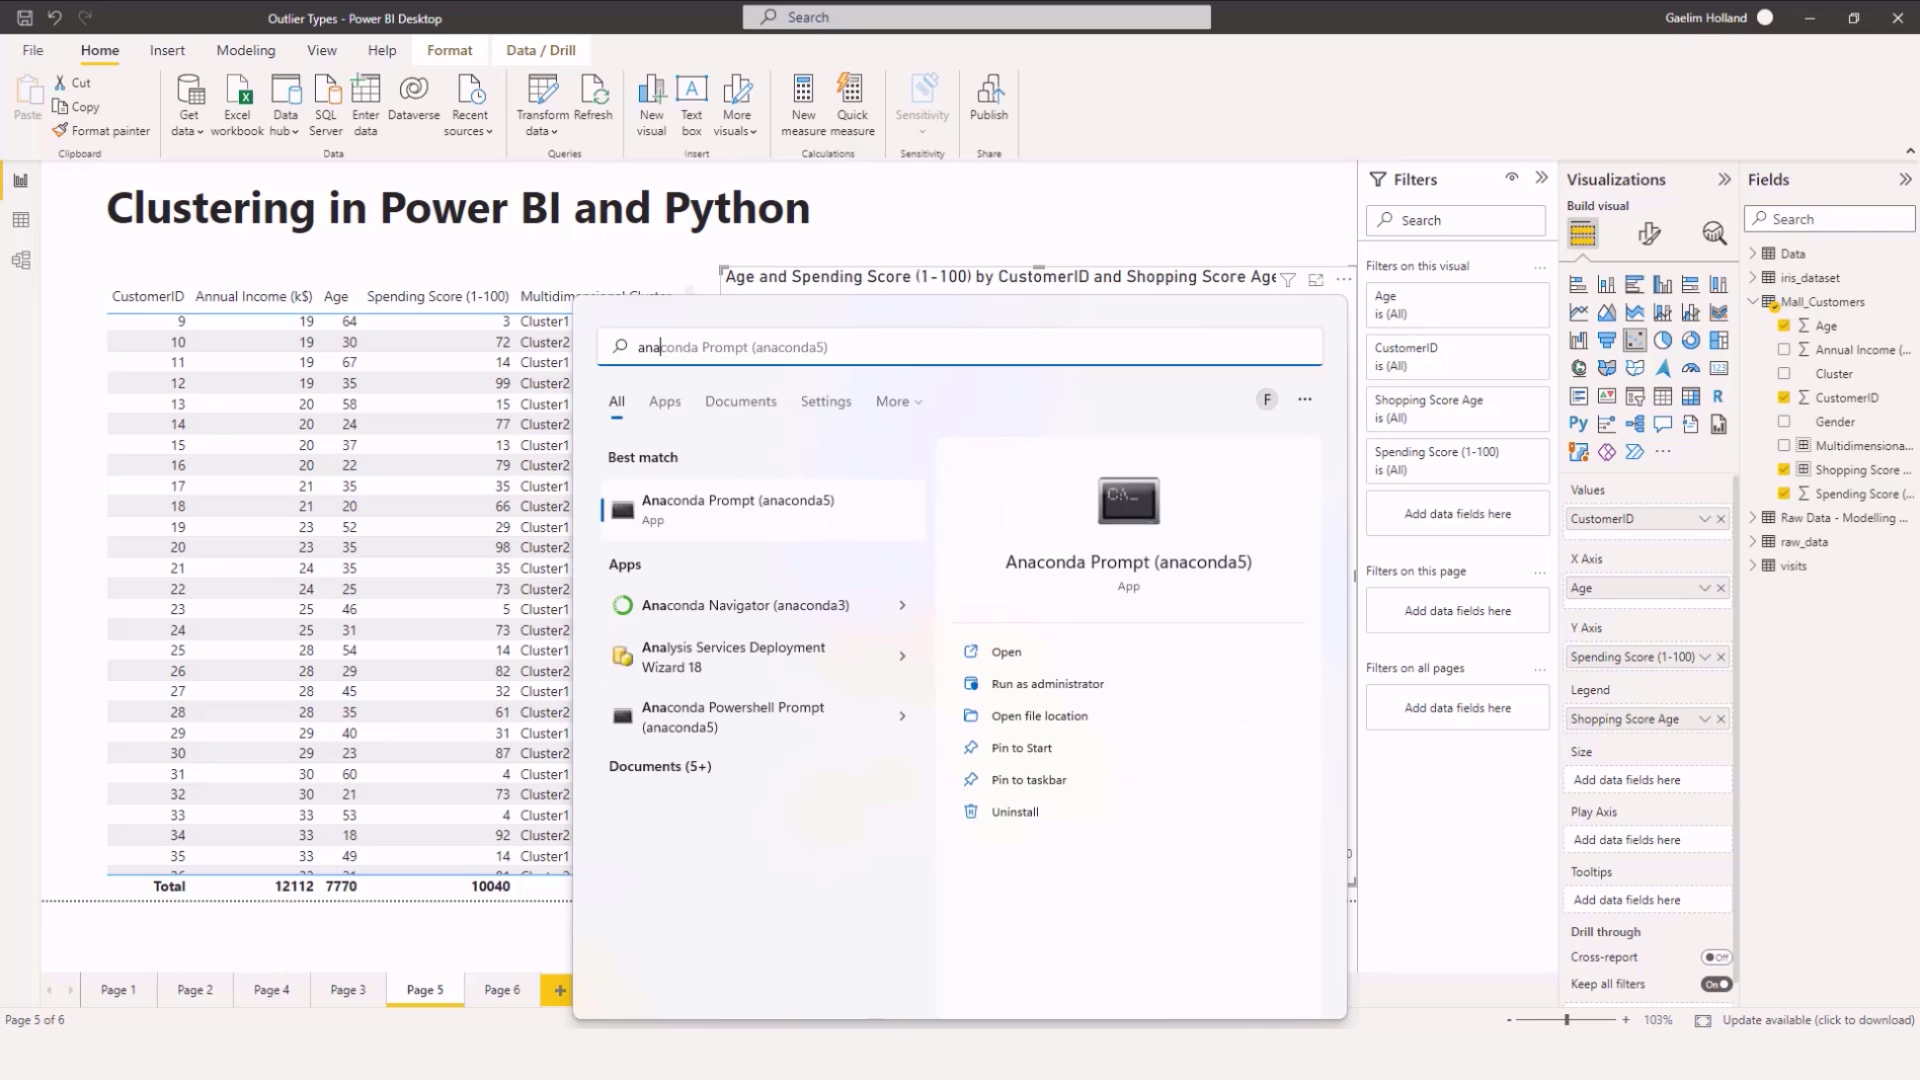 Outlier Types - Power BI Desktop
Search
Gaelim Holland
File Home Insert Modeling View Help Format Data / Drill
Paste
Cut
Copy
Format painter
Clipboard
Get data
Excel workbook
Data hub
SQL Server
Enter data
Dataverse
Recent sources
Data
Transform data
Refresh
Queries
New visual
Text box
More visuals
Insert
New measure
Quick measure
Calculations
Sensitivity
Sensitivity
Publish
Share
Clustering in Power BI and Python
Age and Spending Score (1-100) by CustomerID and Shopping Score Age
CustomerID Annual Income (k$) Age Spending Score (1-100) Multidimensional Cluster
9 19 64 3 Cluster1
10 19 30 72 Cluster2
11 19 67 14 Cluster1
12 19 35 99 Cluster2
13 20 58 15 Cluster1
14 20 24 77 Cluster2
15 20 37 13 Cluster1
16 20 22 79 Cluster2
17 21 35 35 Cluster1
18 21 20 66 Cluster2
19 23 52 29 Cluster1
20 23 35 98 Cluster2
21 24 35 35 Cluster1
22 24 25 73 Cluster2
23 25 46 5 Cluster1
24 25 31 73 Cluster2
25 28 54 14 Cluster1
26 28 29 82 Cluster2
27 28 45 32 Cluster1
28 28 35 61 Cluster2
29 29 40 31 Cluster1
30 29 23 87 Cluster2
31 30 60 4 Cluster1
32 30 21 73 Cluster2
33 33 53 4 Cluster1
34 33 18 92 Cluster2
35 33 49 14 Cluster1
Total 12112 7770 10040
anaconda Prompt (anaconda5)
All Apps Documents Settings More
F
Best match
Anaconda Prompt (anaconda5)
App
Apps
Anaconda Navigator (anaconda3)
Analysis Services Deployment
Wizard 18
Anaconda Powershell Prompt
(anaconda5)
Documents (5+)
Anaconda Prompt (anaconda5)
App
Open
Run as administrator
Open file location
Pin to Start
Pin to taskbar
Uninstall
Filters
Search
Filters on this visual
Age
is (All)
CustomerID
is (All)
Shopping Score Age
is (All)
Spending Score (1-100)
is (All)
Add data fields here
Filters on this page
Add data fields here
Filters on all pages
Add data fields here
Visualizations
Build visual
R
Py
123
Values
CustomerID
X Axis
Age
Y Axis
Spending Score (1-100)
Legend
Shopping Score Age
Size
Add data fields here
Play Axis
Add data fields here
Tooltips
Add data fields here
Drill through
Cross-report
Off
Keep all filters
On
Fields
Search
Data
iris_dataset
Mall_Customers
Age
Annual Income (...
Cluster
CustomerID
Gender
Multidimensiona...
Shopping Score ...
Spending Score (...
Raw Data - Modelling ...
raw_data
visits
Page 1 Page 2 Page 4 Page 3 Page 5 Page 6
Page 5 of 6
103%
Update available (click to download)